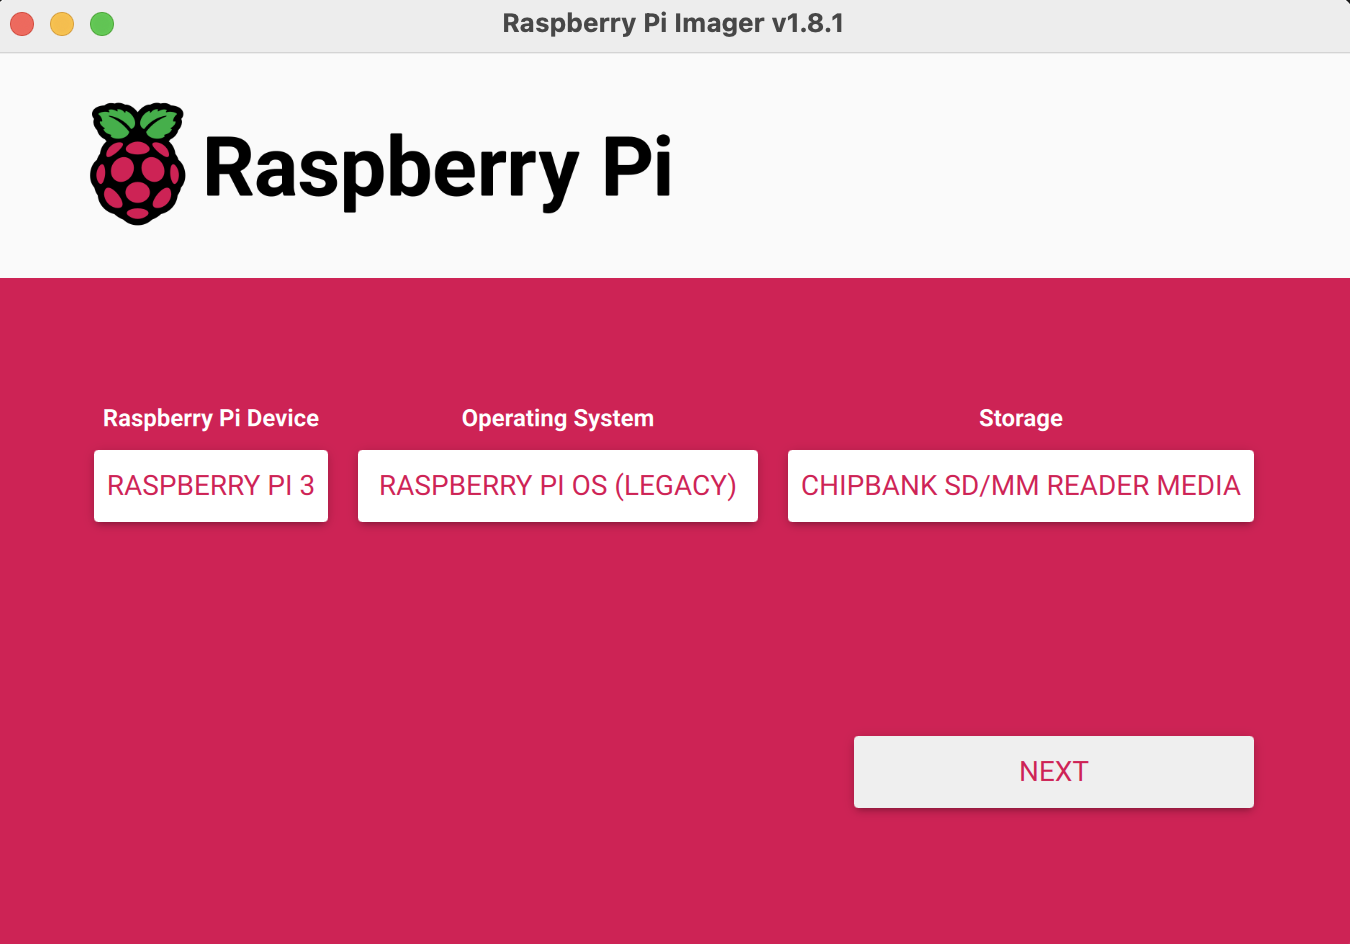 Raspberry Pi Imager v1.8.1
Raspberry Pi
Raspberry Pi Device
Operating System
Storage
RASPBERRY PI 3
RASPBERRY PI OS (LEGACY)
CHIPBANK SD/MM READER MEDIA
NEXT